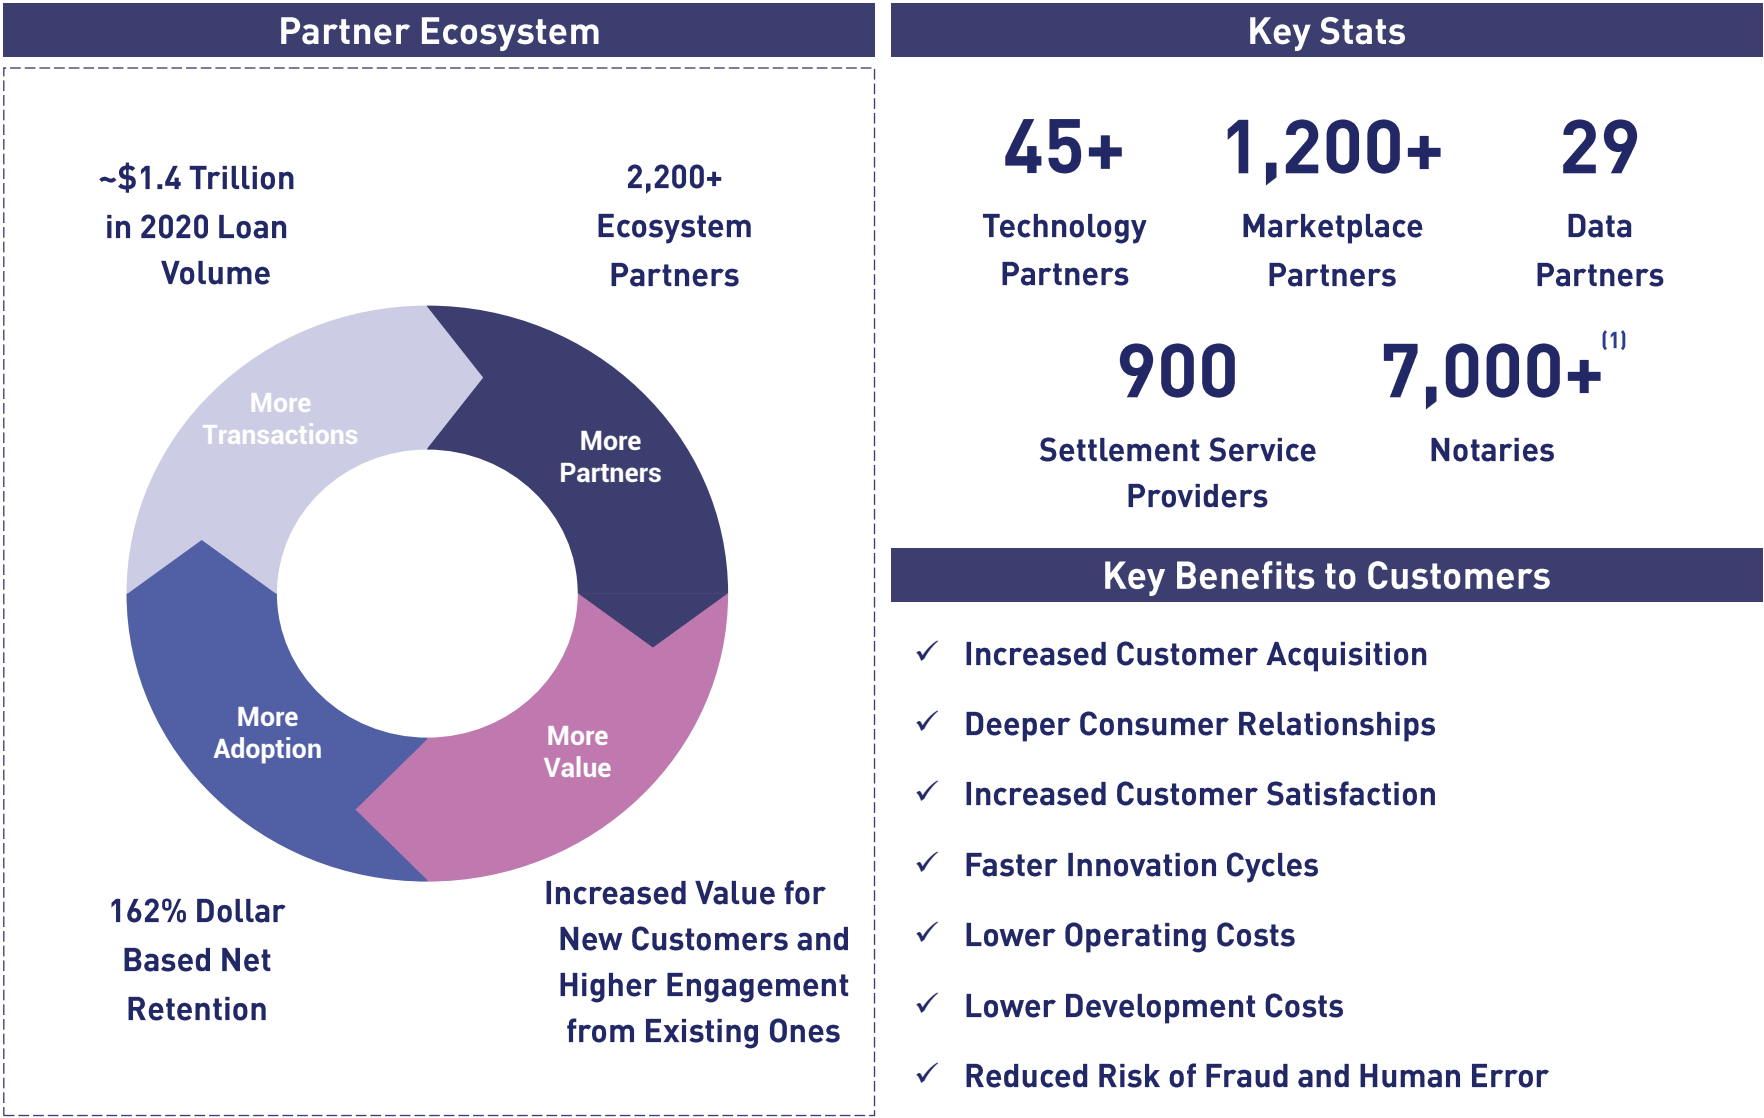 Partner Ecosystem
~$1.4 Trillion
in 2020 Loan
Volume
2,200+
Ecosystem
Partners
More
Transactions
More
Partners
More
Adoption
More
Value
162% Dollar
Based Net
Retention
Increased Value for
New Customers and
Higher Engagement
from Existing Ones
Key Stats
45+
Technology
Partners
1,200+
Marketplace
Partners
29
Data
Partners
900
Settlement Service
Providers
7,000+(1)
Notaries
Key Benefits to Customers
✓ Increased Customer Acquisition
✓ Deeper Consumer Relationships
✓ Increased Customer Satisfaction
✓ Faster Innovation Cycles
✓ Lower Operating Costs
✓ Lower Development Costs
✓ Reduced Risk of Fraud and Human Error